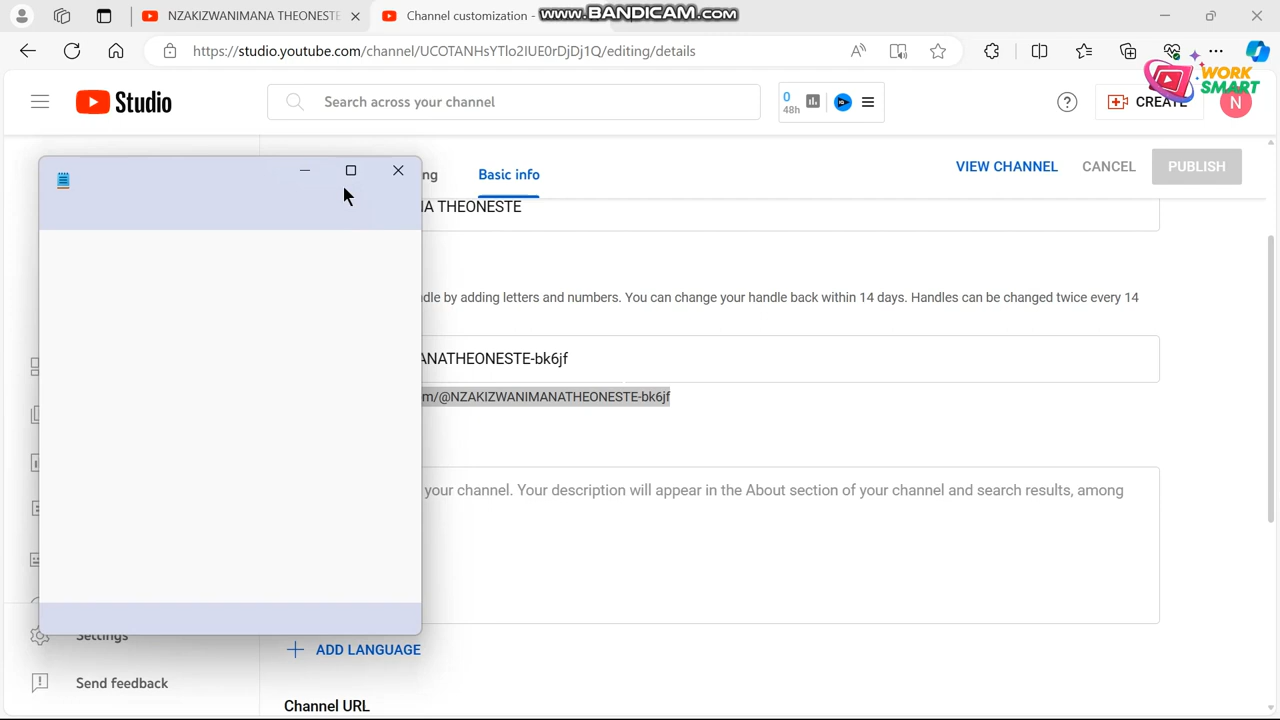 NZAKIZWANIMANA THEONESTE
Channel customization -
www.BANDICAM.com
https://studio.youtube.com/channel/UCOTANHsYTlo2IUE0rDjDj1Q/editing/details
WORK
SMART
Studio
Search across your channel
0
48h
CREATE
N
ng
Basic info
VIEW CHANNEL
CANCEL
PUBLISH
IA THEONESTE
dle by adding letters and numbers. You can change your handle back within 14 days. Handles can be changed twice every 14
ANATHEONESTE-bk6jf
m/@NZAKIZWANIMANATHEONESTE-bk6jf
your channel. Your description will appear in the About section of your channel and search results, among
Settings
ADD LANGUAGE
Send feedback
Channel URL